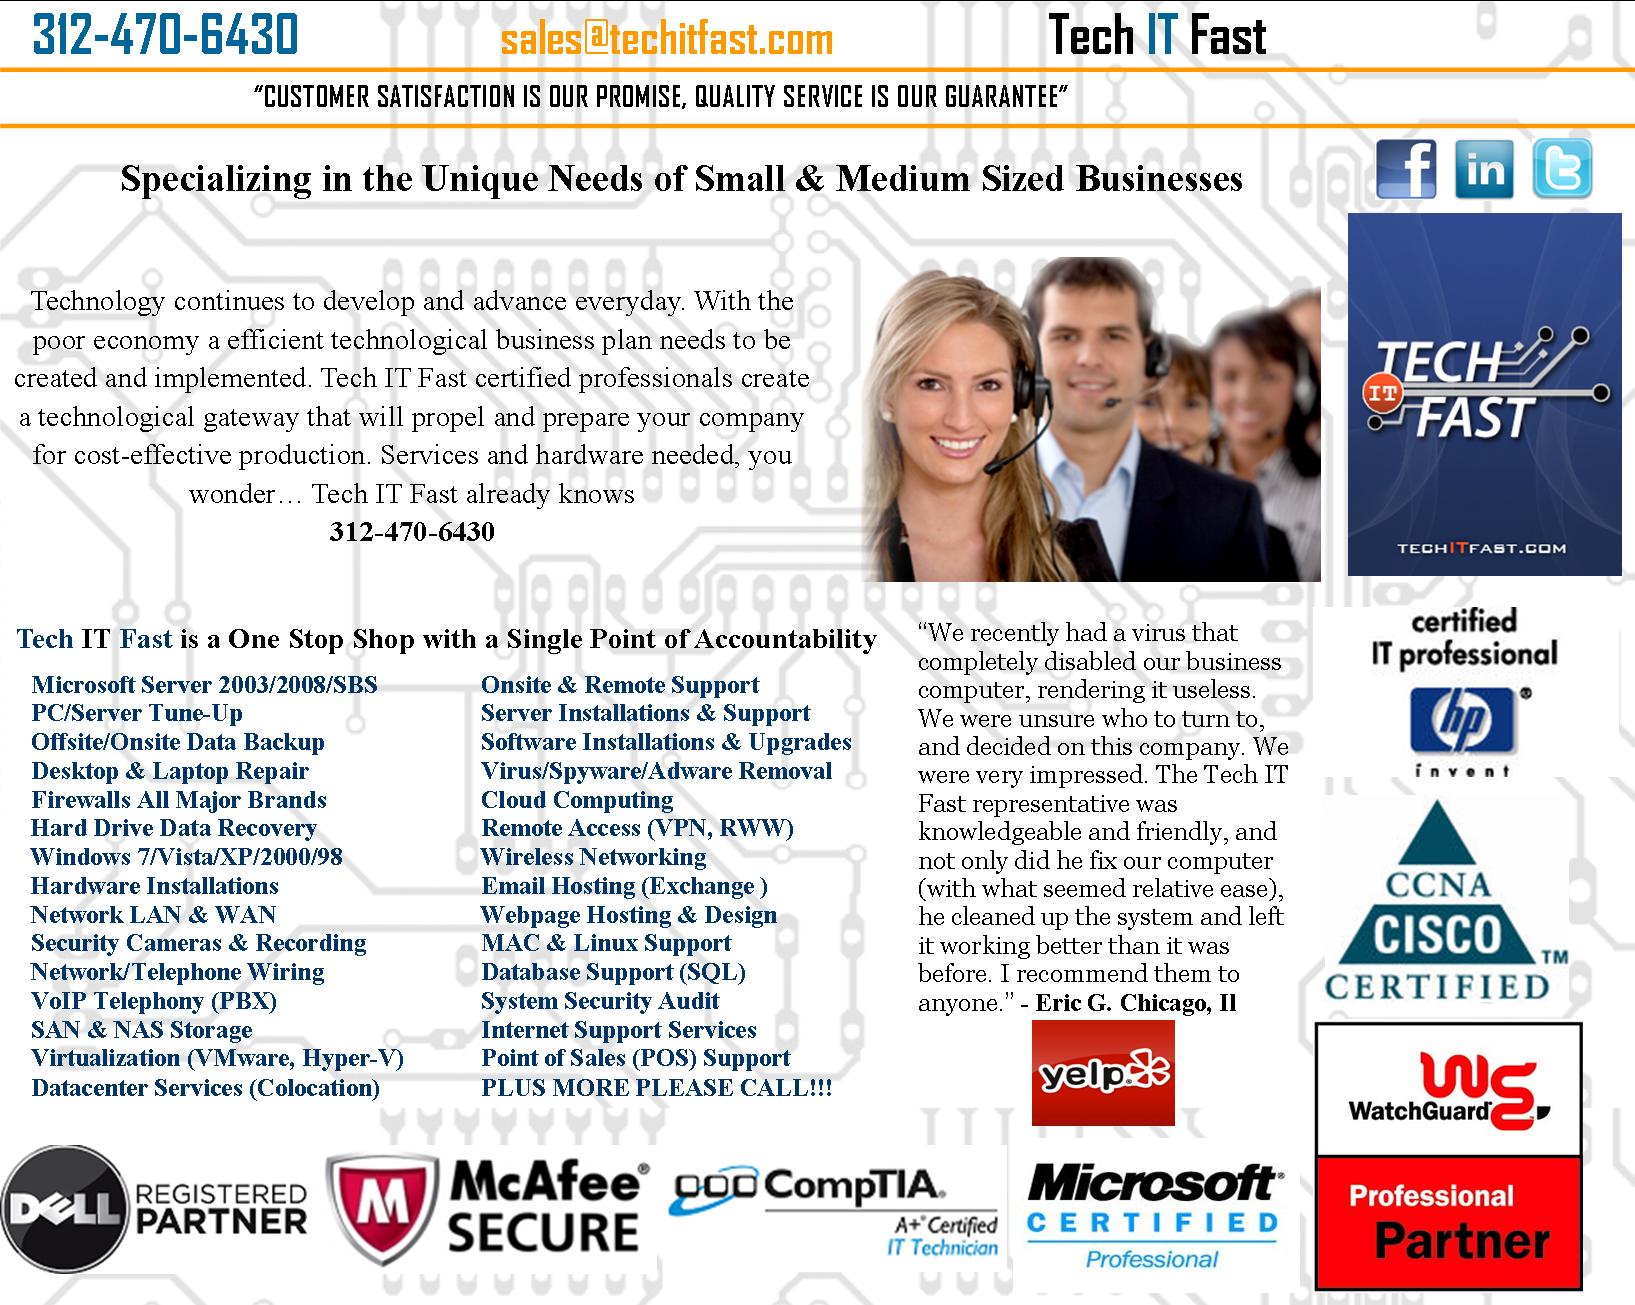 312-470-6430
sales@techitfast.com
Tech IT Fast
“CUSTOMER SATISFACTION IS OUR PROMISE, QUALITY SERVICE IS OUR GUARANTEE”
Specializing in the Unique Needs of Small & Medium Sized Businesses
f
in
t
Technology continues to develop and advance everyday. With the
poor economy a efficient technological business plan needs to be
created and implemented. Tech IT Fast certified professionals create
a technological gateway that will propel and prepare your company
for cost-effective production. Services and hardware needed, you
wonder… Tech IT Fast already knows
312-470-6430
TECH
IT
FAST
TECHITFAST.COM
Tech IT Fast is a One Stop Shop with a Single Point of Accountability
Microsoft Server 2003/2008/SBS
PC/Server Tune-Up
Offsite/Onsite Data Backup
Desktop & Laptop Repair
Firewalls All Major Brands
Hard Drive Data Recovery
Windows 7/Vista/XP/2000/98
Hardware Installations
Network LAN & WAN
Security Cameras & Recording
Network/Telephone Wiring
VoIP Telephony (PBX)
SAN & NAS Storage
Virtualization (VMware, Hyper-V)
Datacenter Services (Colocation)
Onsite & Remote Support
Server Installations & Support
Software Installations & Upgrades
Virus/Spyware/Adware Removal
Cloud Computing
Remote Access (VPN, RWW)
Wireless Networking
Email Hosting (Exchange )
Webpage Hosting & Design
MAC & Linux Support
Database Support (SQL)
System Security Audit
Internet Support Services
Point of Sales (POS) Support
PLUS MORE PLEASE CALL!!!
“We recently had a virus that
completely disabled our business
computer, rendering it useless.
We were unsure who to turn to,
and decided on this company. We
were very impressed. The Tech IT
Fast representative was
knowledgeable and friendly, and
not only did he fix our computer
(with what seemed relative ease),
he cleaned up the system and left
it working better than it was
before. I recommend them to
anyone.” - Eric G. Chicago, Il
yelp
certified
IT professional
hp®
invent
CCNA
CISCO
CERTIFIED™
WatchGuard®
Professional
Partner
DELL
REGISTERED
PARTNER
M
McAfee®
SECURE
CompTIA.
A+® Certified
IT Technician
Microsoft®
CERTIFIED
Professional